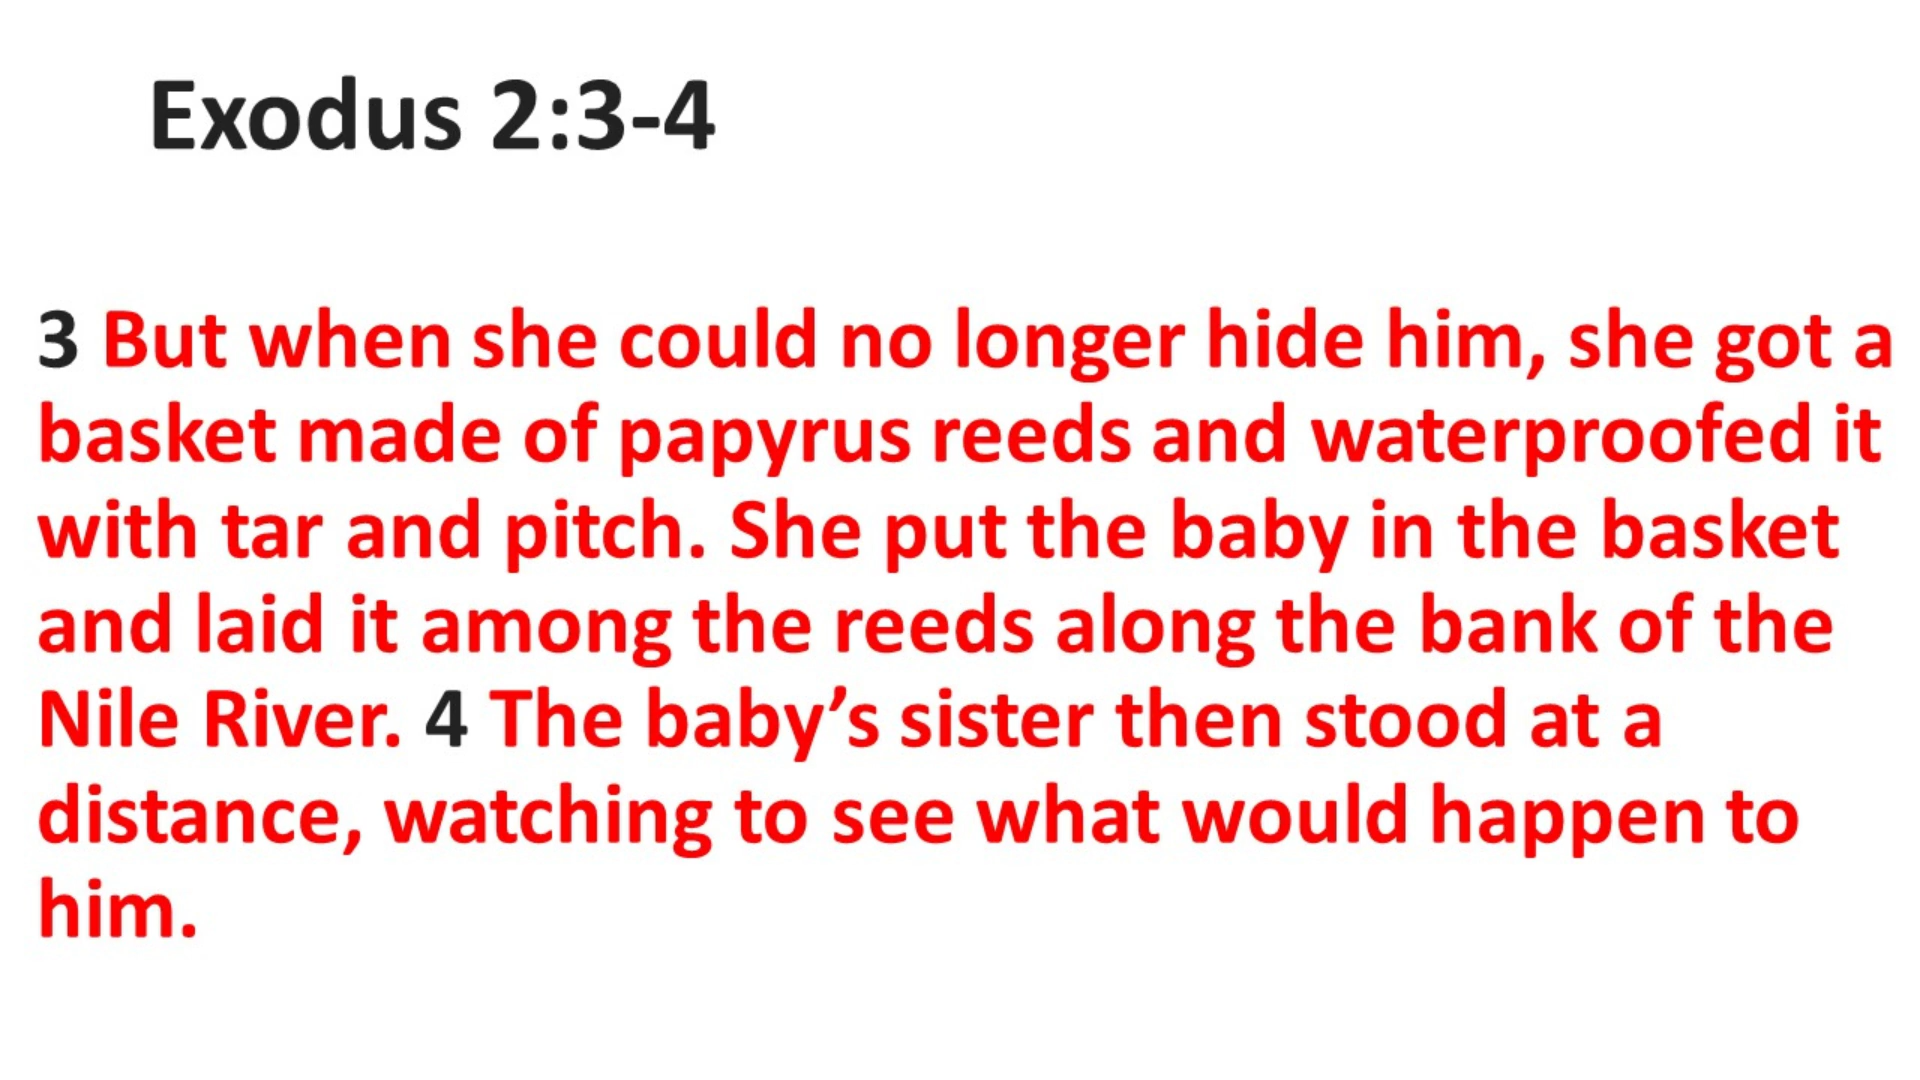 Exodus 2:3-4
3 But when she could no longer hide him, she got a
basket made of papyrus reeds and waterproofed it
with tar and pitch. She put the baby in the basket
and laid it among the reeds along the bank of the
Nile River. 4 The baby’s sister then stood at a
distance, watching to see what would happen to
him.